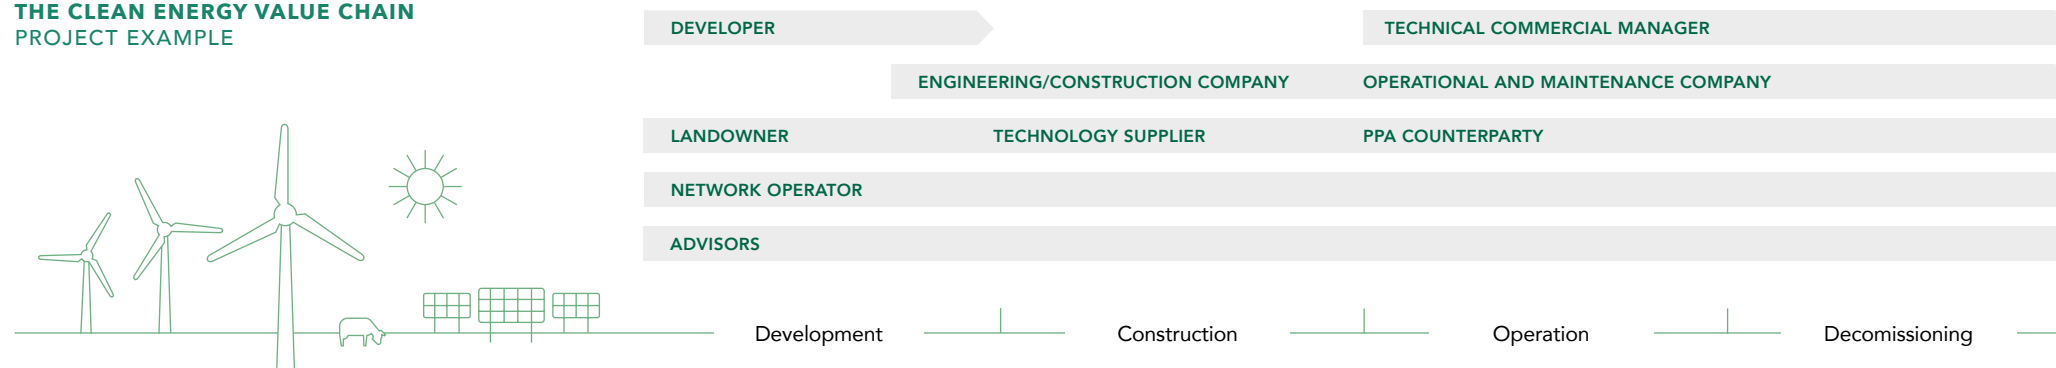 THE CLEAN ENERGY VALUE CHAIN
PROJECT EXAMPLE
DEVELOPER
TECHNICAL COMMERCIAL MANAGER
ENGINEERING/CONSTRUCTION COMPANY
OPERATIONAL AND MAINTENANCE COMPANY
LANDOWNER
TECHNOLOGY SUPPLIER
PPA COUNTERPARTY
NETWORK OPERATOR
ADVISORS
Development
Construction
Operation
Decomissioning